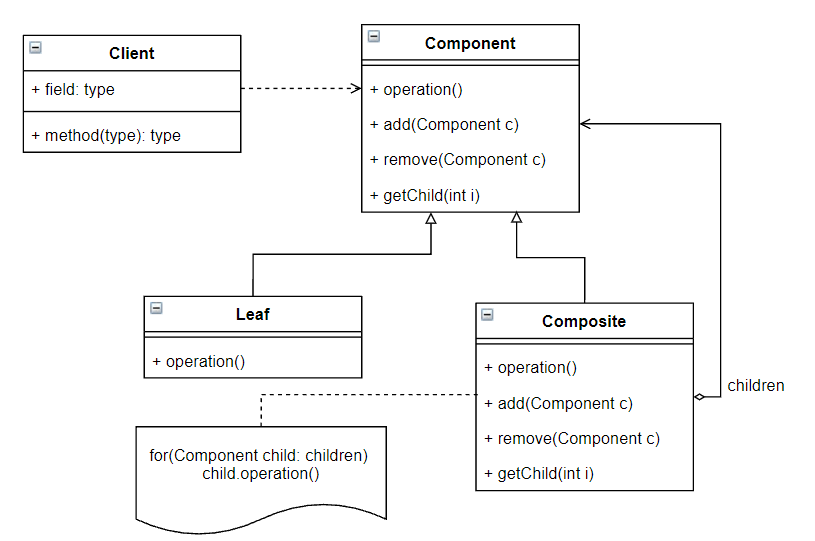 Client
+ field: type
+ method(type): type
Component
+ operation()
+ add(Component c)
+ remove(Component c)
+ getChild(int i)
Leaf
+ operation()
Composite
+ operation()
+ add(Component c)
+ remove(Component c)
+ getChild(int i)
children
for(Component child: children)
child.operation()